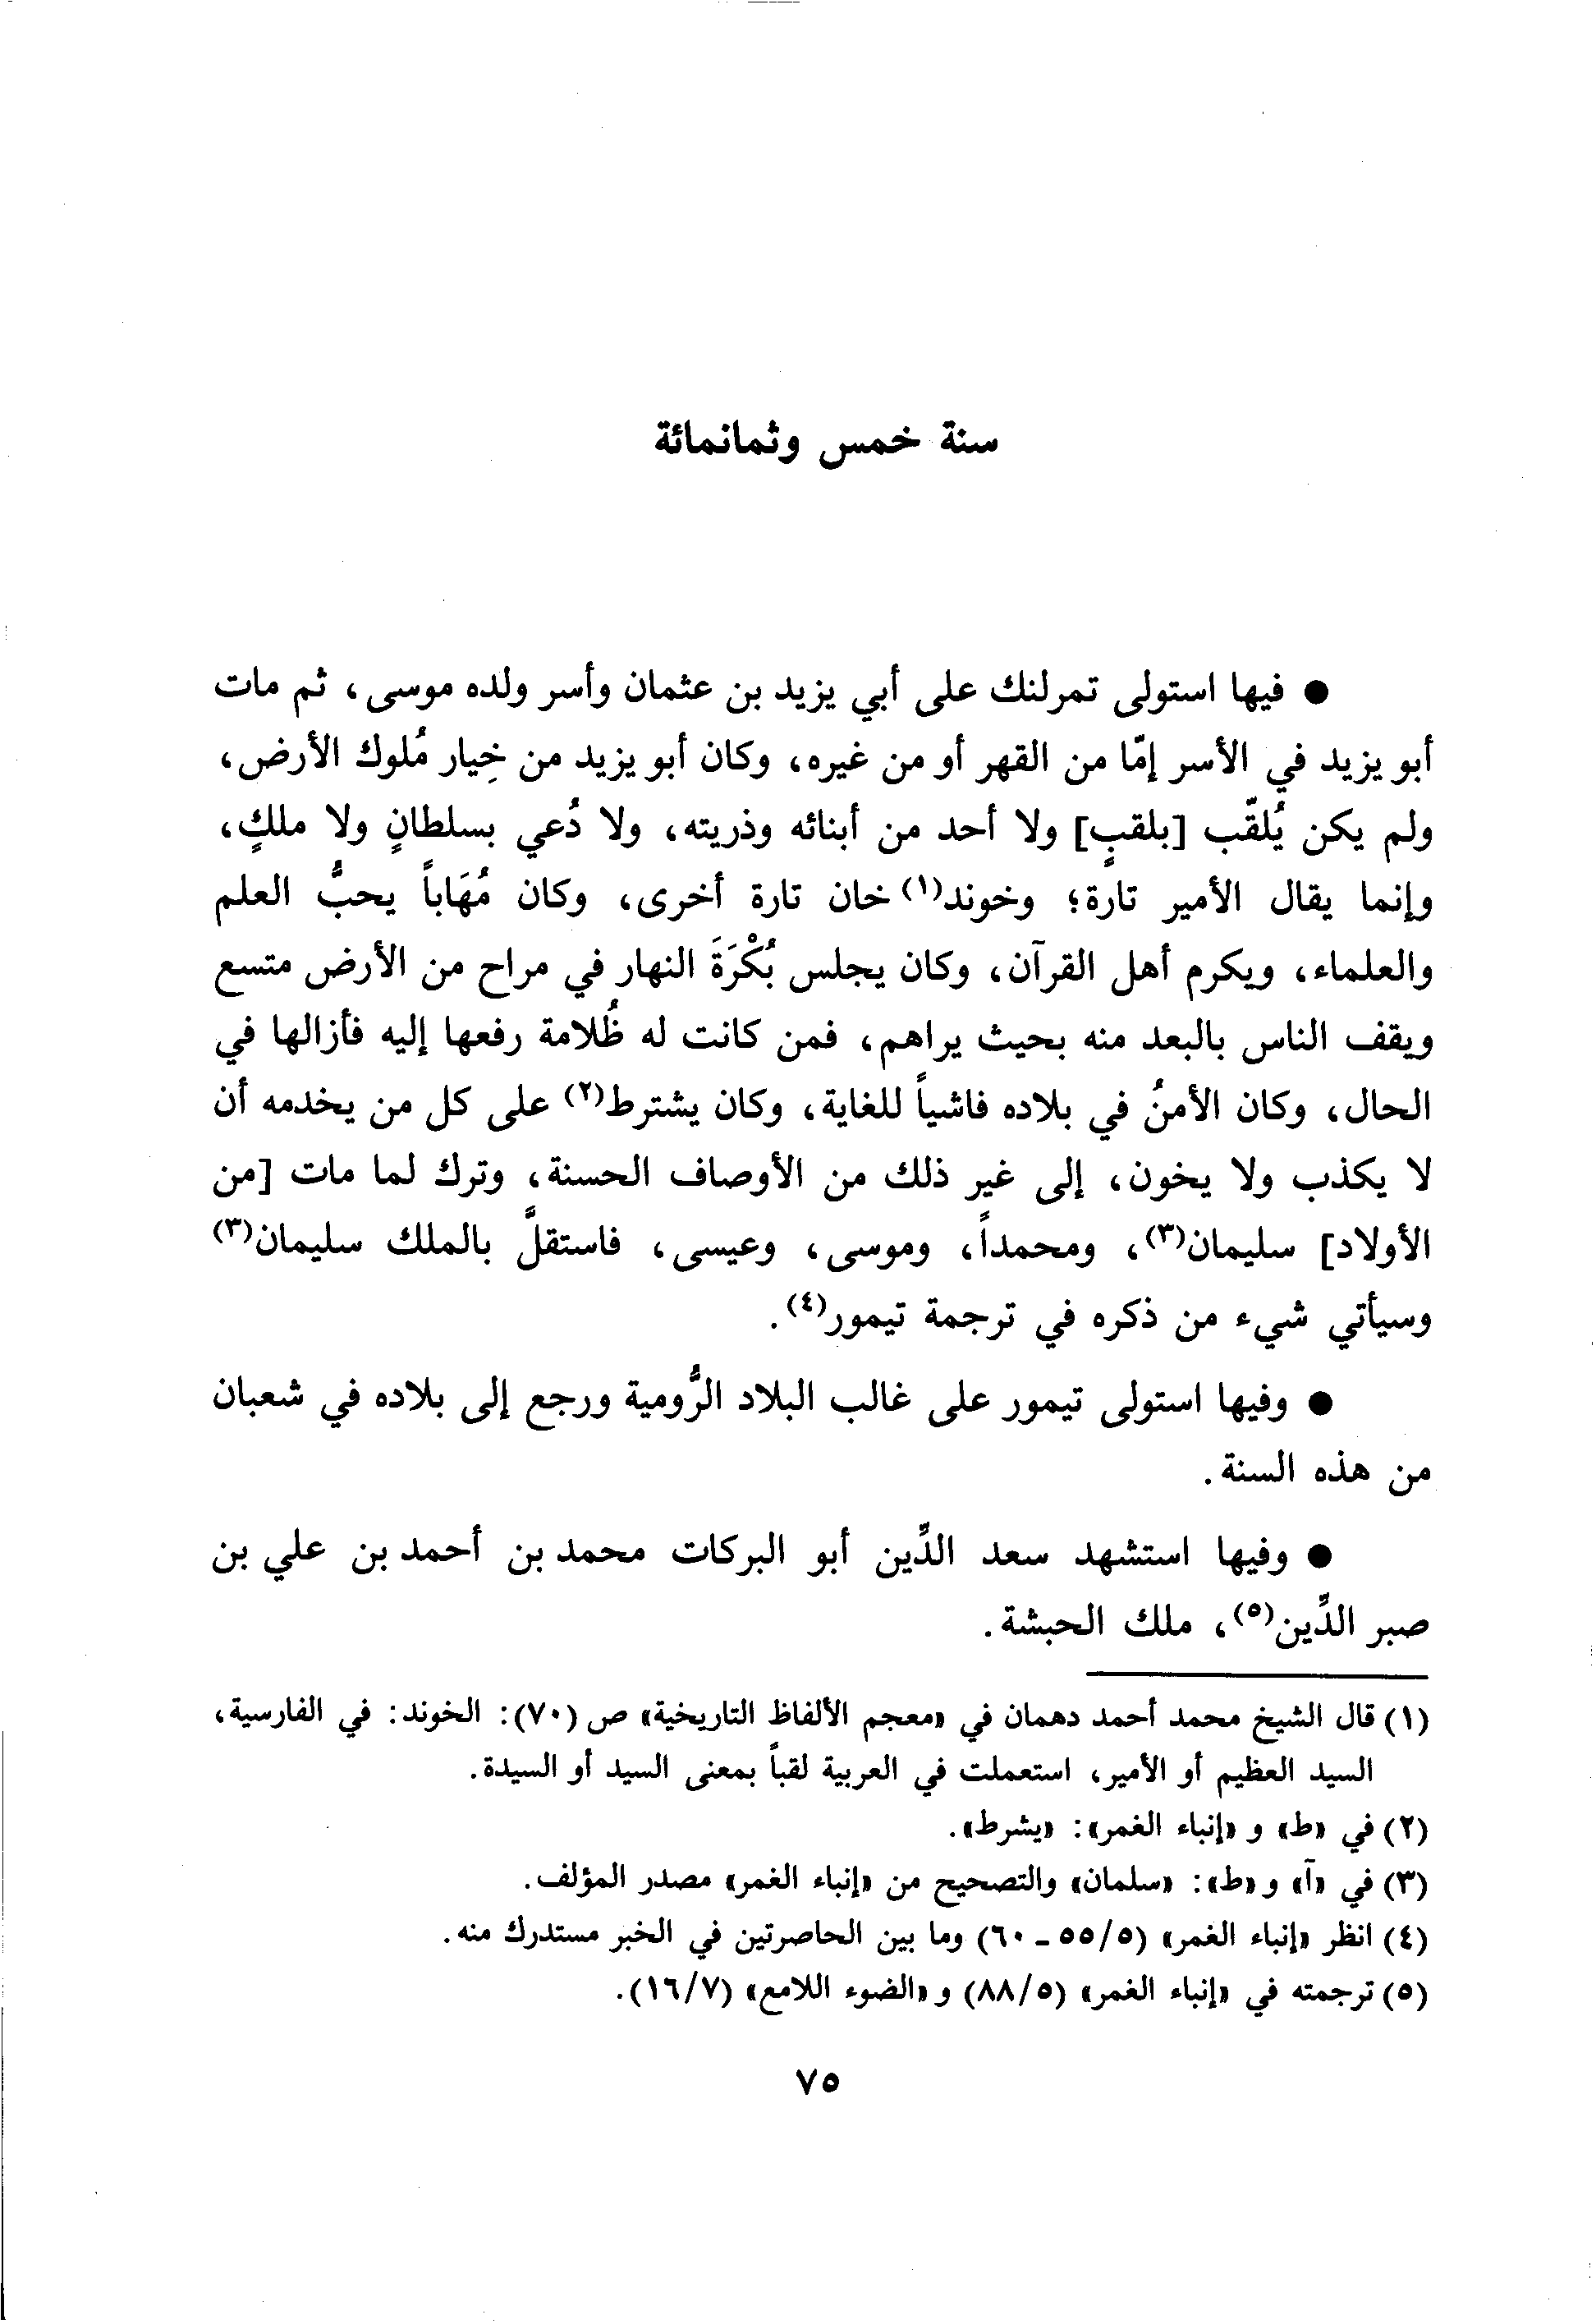 سنة خمس وثمانمائة
● فيها استولى تمرلنك على أبي يزيد بن عثمان وأسر ولده موسى، ثم مات
أبو يزيد في الأسر إمّا من القهر أو من غيره، وكان أبو يزيد من خِيار مُلوك الأرض،
ولم يكن يُلقّب [بلقبٍ] ولا أحد من أبنائه وذريته، ولا دُعي بسلطانٍ ولا ملكٍ،
وإنما يقال الأمير تارة؛ وخوند(١) خان تارة أخرى، وكان مُهَاباً يحبُّ العلم
والعلماء، ويكرم أهل القرآن، وكان يجلس بُكْرَةَ النهار في مراح من الأرض متسع
ويقف الناس بالبعد منه بحيث يراهم، فمن كانت له ظُلامة رفعها إليه فأزالها في
الحال، وكان الأمنُ في بلاده فاشياً للغاية، وكان يشترط(٢) على كل من يخدمه أن
لا يكذب ولا يخون، إلى غير ذلك من الأوصاف الحسنة، وترك لما مات [من
الأولاد] سليمان(٣)، ومحمداً، وموسى، وعيسى، فاستقلَّ بالملك سليمان(٣)
وسيأتي شيء من ذكره في ترجمة تيمور(٤).
● وفيها استولى تيمور على غالب البلاد الرُّومية ورجع إلى بلاده في شعبان
من هذه السنة.
● وفيها استشهد سعد الدِّين أبو البركات محمد بن أحمد بن علي بن
صبر الدِّين(٥)، ملك الحبشة.
(١) قال الشيخ محمد أحمد دهمان في «معجم الألفاظ التاريخية» ص (٧٠): الخوند: في الفارسية،
السيد العظيم أو الأمير، استعملت في العربية لقباً بمعنى السيد أو السيدة.
(٢) في «ط» و «إنباء الغمر»: «يشرط».
(٣) في «آ» و «ط»: «سلمان» والتصحيح من «إنباء الغمر» مصدر المؤلف.
(٤) انظر «إنباء الغمر» (٥/٥٥ - ٦٠) وما بين الحاصرتين في الخبر مستدرك منه.
(٥) ترجمته في «إنباء الغمر» (٥/٨٨) و «الضوء اللامع» (٧/١٦).
٧٥